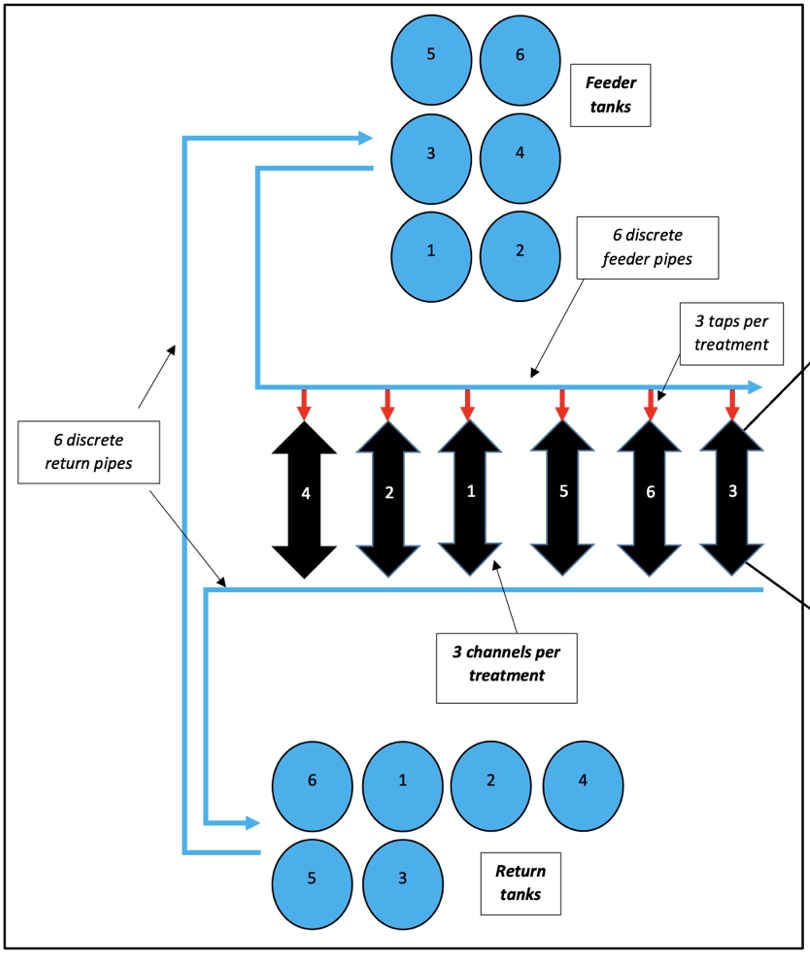 5
6
Feeder
tanks
3
4
1
2
6 discrete
feeder pipes
3 taps per
treatment
6 discrete
return pipes
4
2
1
5
6
3
3 channels per
treatment
6
1
2
4
5
3
Return
tanks